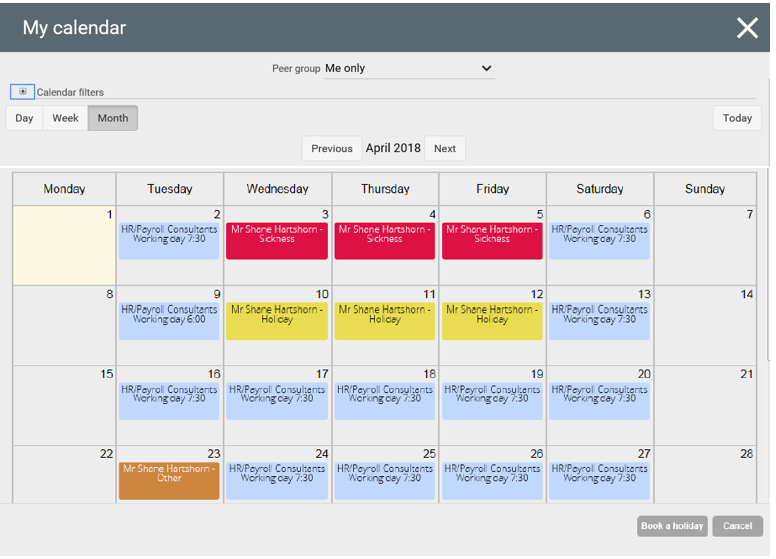 My calendar
Peer group Me only
Calendar filters
Day Week Month Today
Previous April 2018 Next
Monday Tuesday Wednesday Thursday Friday Saturday Sunday
1 2 3 4 5 6 7
HR/Payroll Consultants Mr Shane Hartshorn - Mr Shane Hartshorn - Mr Shane Hartshorn - HR/Payroll Consultants
Working day 7:30 Sickness Sickness Sickness Working day 7:30
8 9 10 11 12 13 14
HR/Payroll Consultants Mr Shane Hartshorn - Mr Shane Hartshorn - Mr Shane Hartshorn - HR/Payroll Consultants
Working day 6:00 Holiday Holiday Holiday Working day 7:30
15 16 17 18 19 20 21
HR/Payroll Consultants HR/Payroll Consultants HR/Payroll Consultants HR/Payroll Consultants HR/Payroll Consultants
Working day 7:30 Working day 7:30 Working day 7:30 Working day 7:30 Working day 7:30
22 23 24 25 26 27 28
Mr Shane Hartshorn - HR/Payroll Consultants HR/Payroll Consultants HR/Payroll Consultants HR/Payroll Consultants
Other Working day 7:30 Working day 7:30 Working day 7:30 Working day 7:30
Book a holiday Cancel